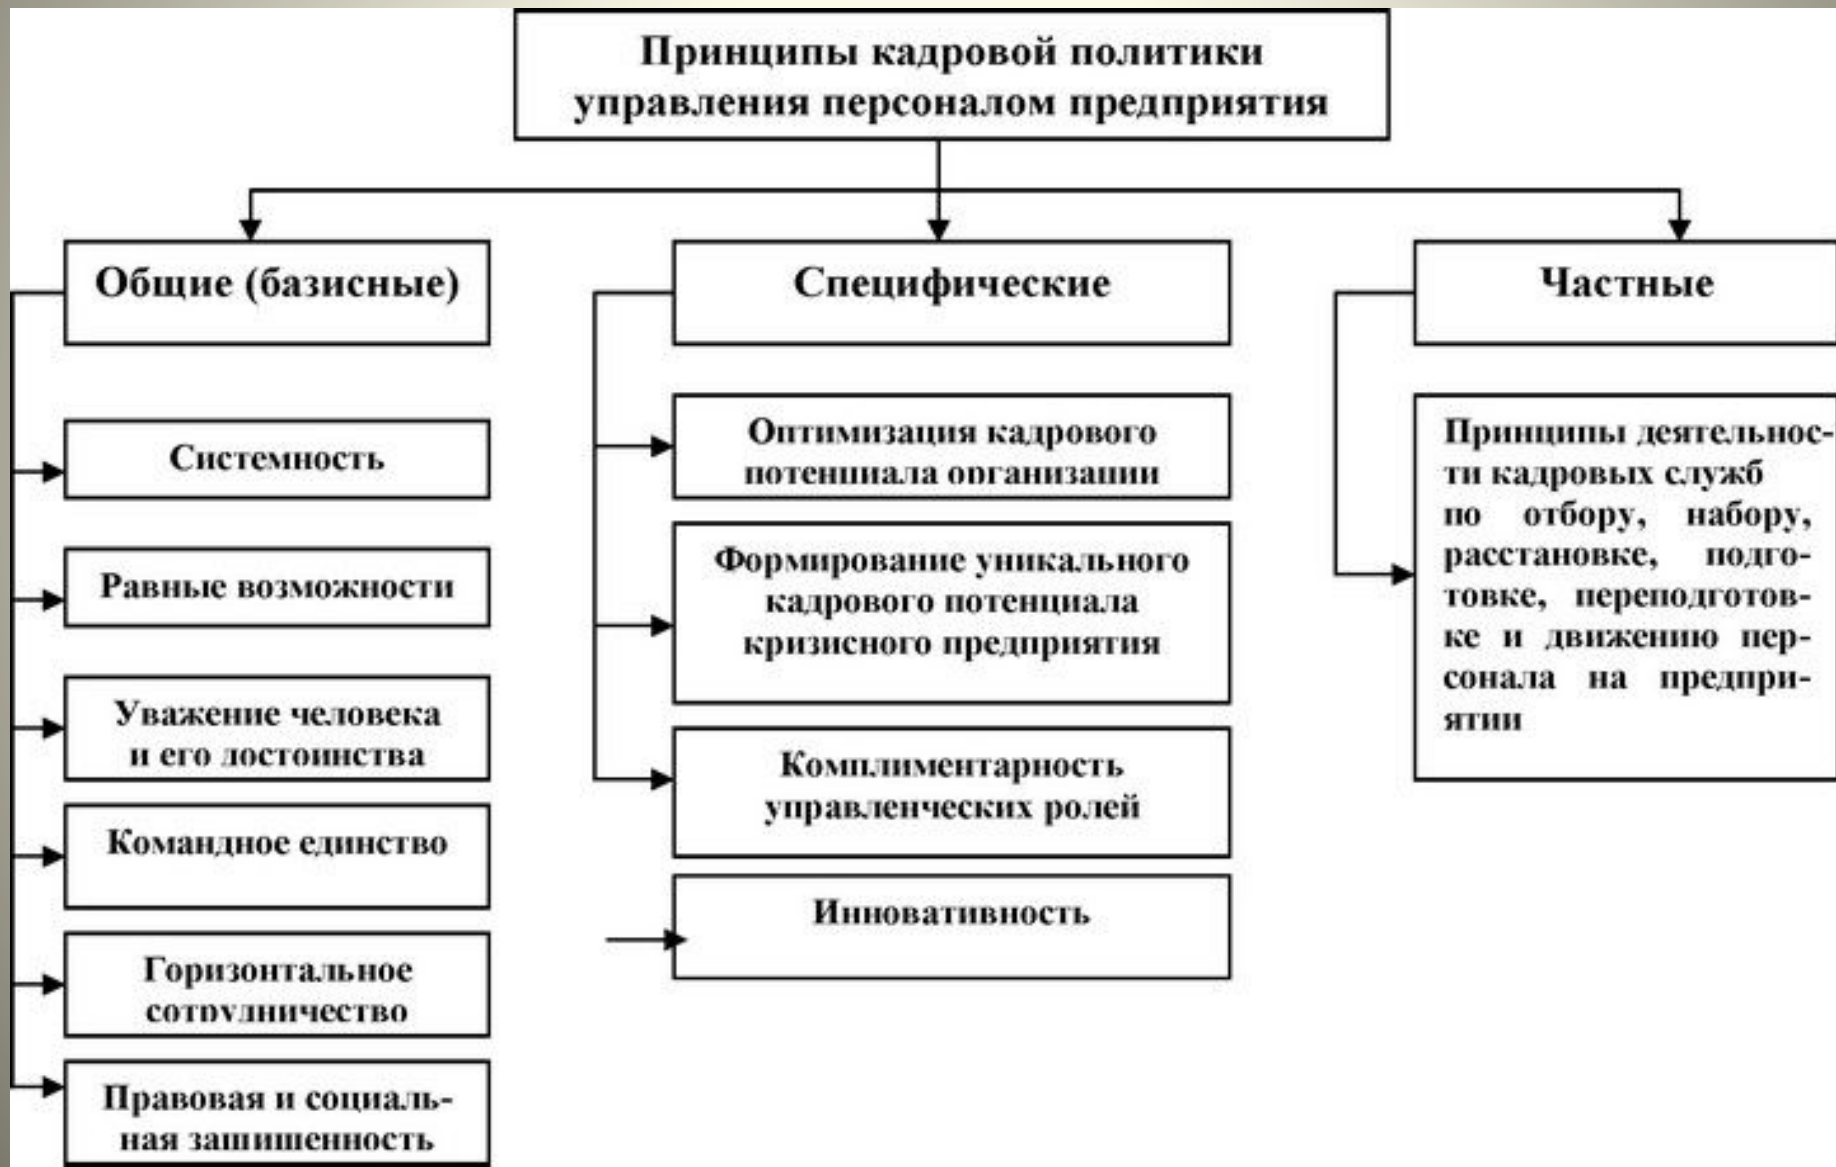 Принципы кадровой политики
управления персоналом предприятия
Общие (базисные)
Системность
Равные возможности
Уважение человека
и его достоинства
Командное единство
Горизонтальное
сотрудничество
Правовая и социаль-
ная защищенность
Специфические
Оптимизация кадрового
потенциала организации
Формирование уникального
кадрового потенциала
кризисного предприятия
Комплиментарность
управленческих ролей
Инновативность
Частные
Принципы деятельнос-
ти кадровых служб
по отбору, набору,
расстановке, подго-
товке, переподготов-
ке и движению пер-
сонала на предпри-
ятии